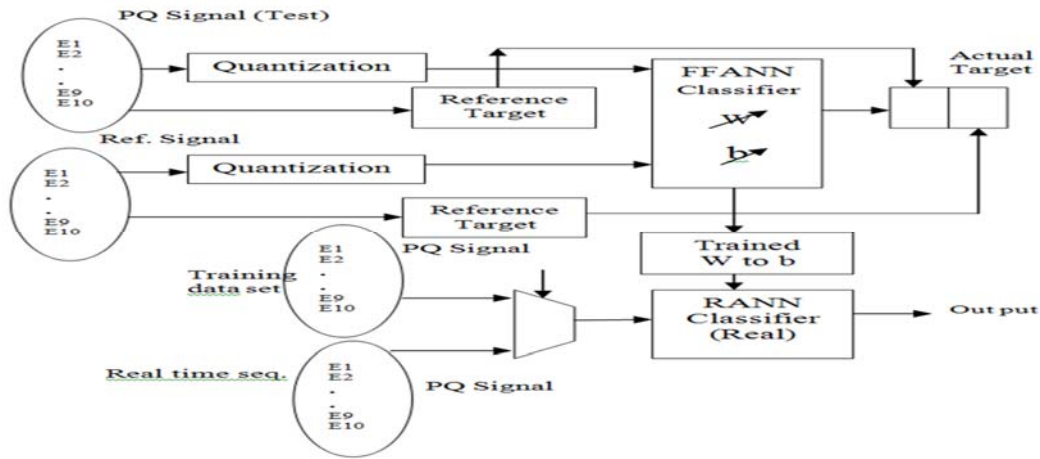 PQ Signal (Test)
E1
E2
.
.
E9
E10
Quantization
Reference
Target
FFANN
Classifier
W
b
Actual
Target
Ref. Signal
E1
E2
.
.
E9
E10
Quantization
Reference
Target
Trained
W to b
PQ Signal
Training
data set
E1
E2
.
.
E9
E10
RANN
Classifier
(Real)
Output
Real time seq.
E1
E2
.
.
E9
E10
PQ Signal